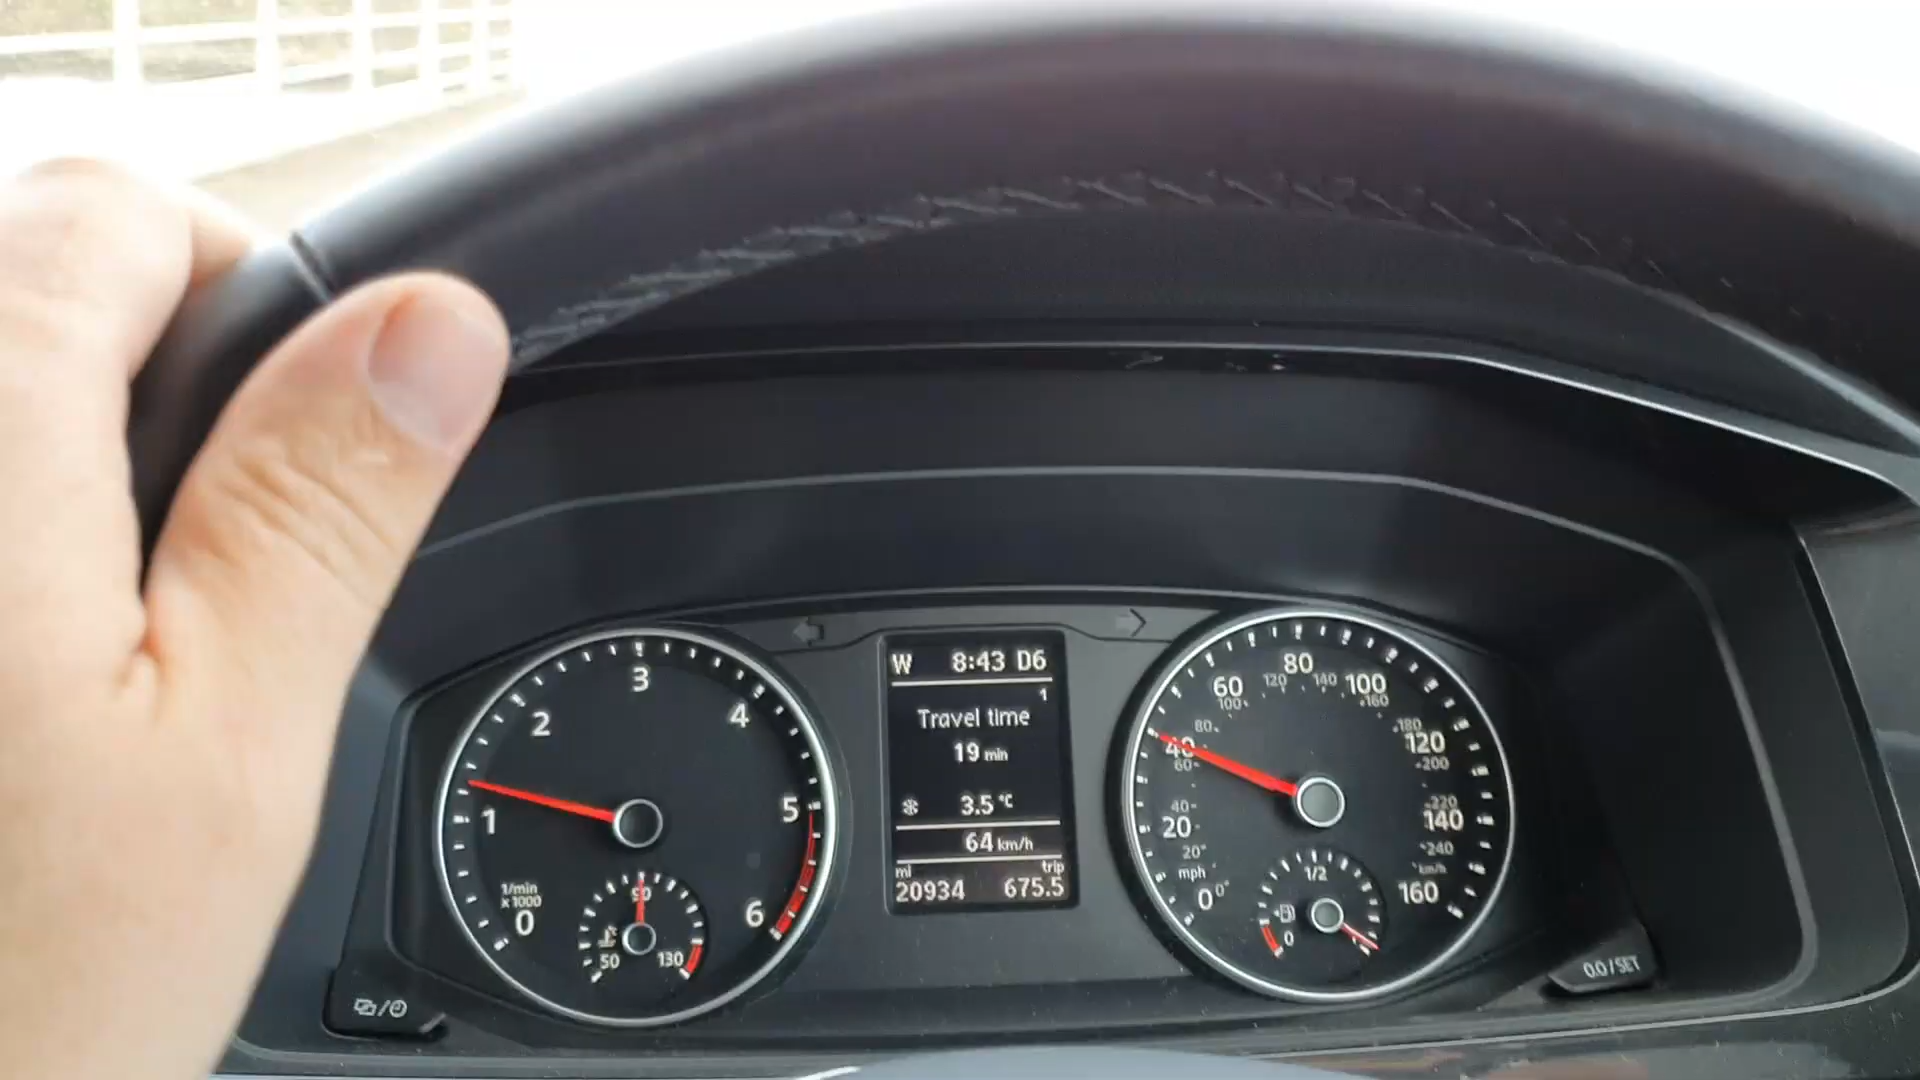 W 8:43 D6
1
Travel time
19 min
3.5 °C
64 km/h
mi trip
20934 675.5
0 1 2 3 4 5 6
1/min
x1000
50 90 130
0 20 40 60 80 100 120 140 160
mph
0 20 40 60 80 100 120 140 160 180 200 220 240
km/h
0 1/2
0.0/SET